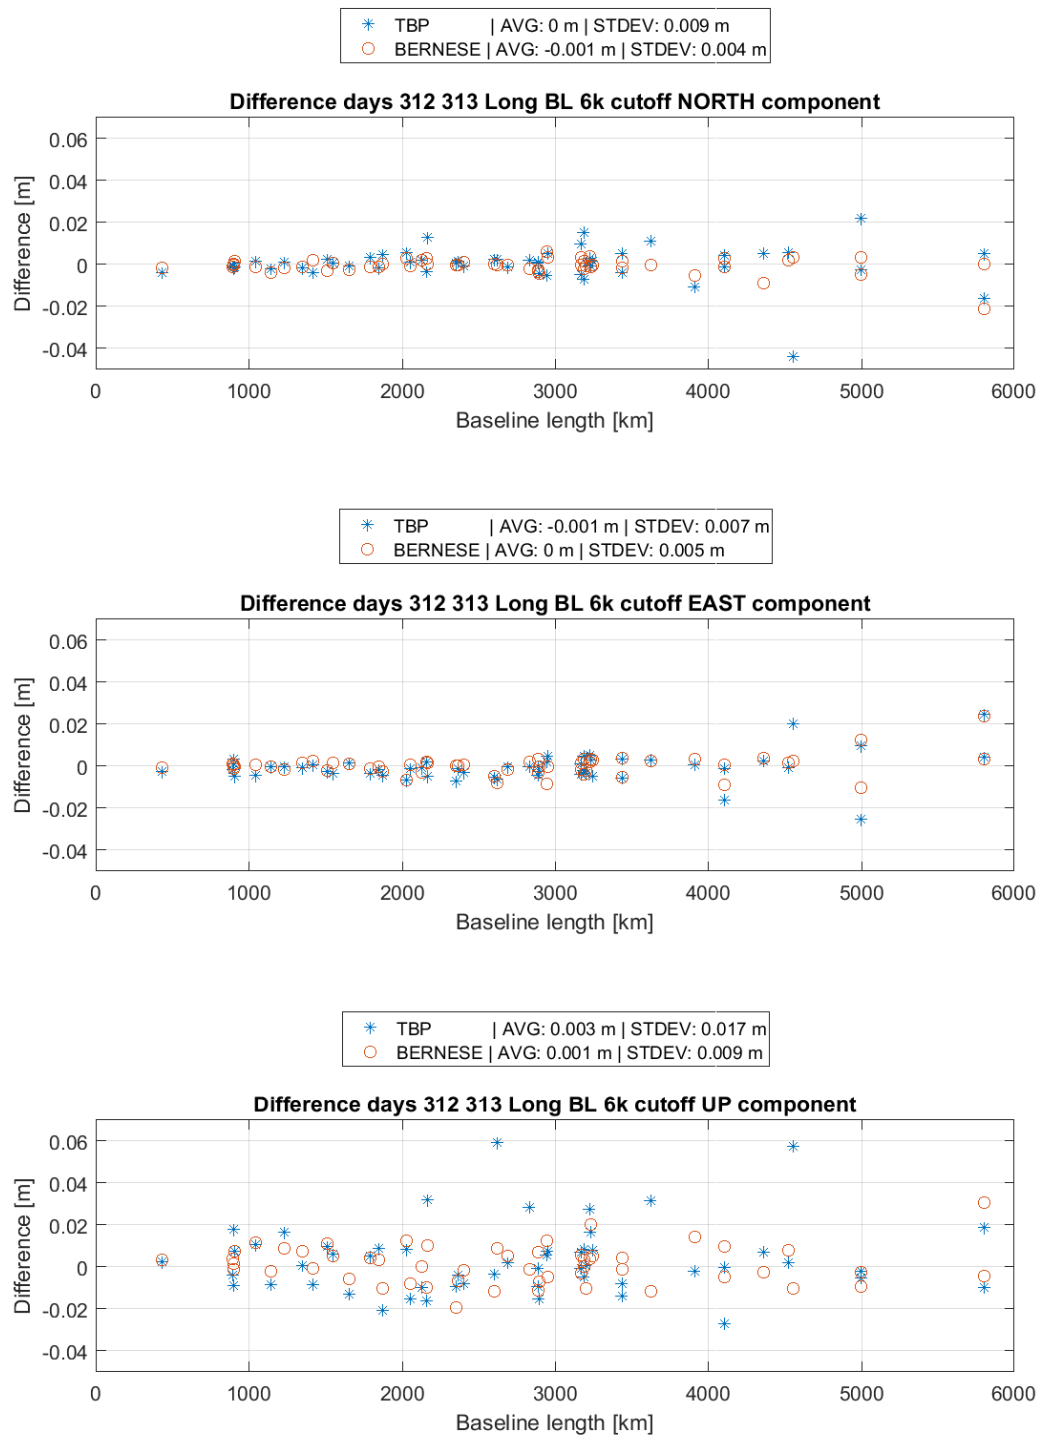 TBP | AVG: 0 m | STDEV: 0.009 m
BERNESE | AVG: -0.001 m | STDEV: 0.004 m
Difference days 312 313 Long BL 6k cutoff NORTH component
Difference [m]
0.06
0.04
0.02
0
-0.02
-0.04
0 1000 2000 3000 4000 5000 6000
Baseline length [km]
TBP | AVG: -0.001 m | STDEV: 0.007 m
BERNESE | AVG: 0 m | STDEV: 0.005 m
Difference days 312 313 Long BL 6k cutoff EAST component
Difference [m]
0.06
0.04
0.02
0
-0.02
-0.04
0 1000 2000 3000 4000 5000 6000
Baseline length [km]
TBP | AVG: 0.003 m | STDEV: 0.017 m
BERNESE | AVG: 0.001 m | STDEV: 0.009 m
Difference days 312 313 Long BL 6k cutoff UP component
Difference [m]
0.06
0.04
0.02
0
-0.02
-0.04
0 1000 2000 3000 4000 5000 6000
Baseline length [km]